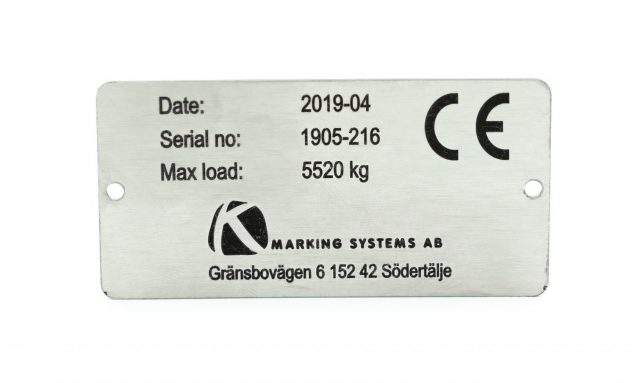 Date: 2019-04
Serial no: 1905-216
Max load: 5520 kg
CE
K MARKING SYSTEMS AB
Gränsbovägen 6 152 42 Södertälje